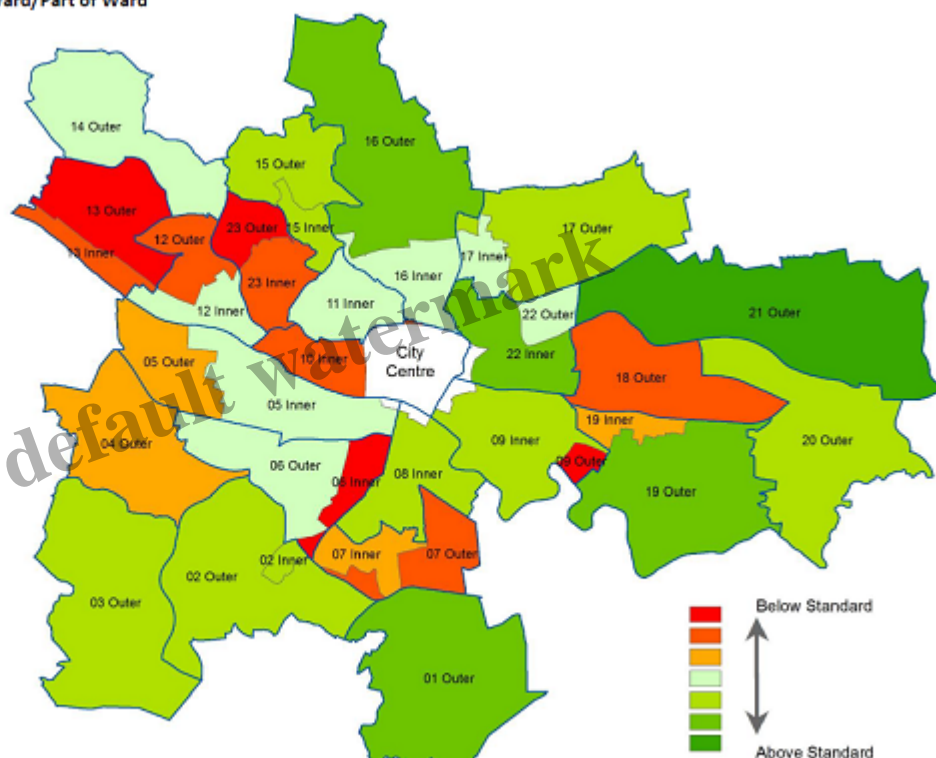 Ward/Part of Ward
14 Outer
16 Outer
15 Outer
13 Outer
23 Outer
15 Inner
12 Outer
17 Outer
13 Inner
17 Inner
16 Inner
23 Inner
11 Inner
12 Inner
22 Outer
21 Outer
City
Centre
10 Inner
22 Inner
05 Outer
18 Outer
05 Inner
19 Inner
04 Outer
09 Inner
20 Outer
06 Outer
09 Outer
08 Inner
06 Inner
19 Outer
07 Inner
07 Outer
02 Inner
02 Outer
03 Outer
01 Outer
Below Standard
Above Standard
default watermark